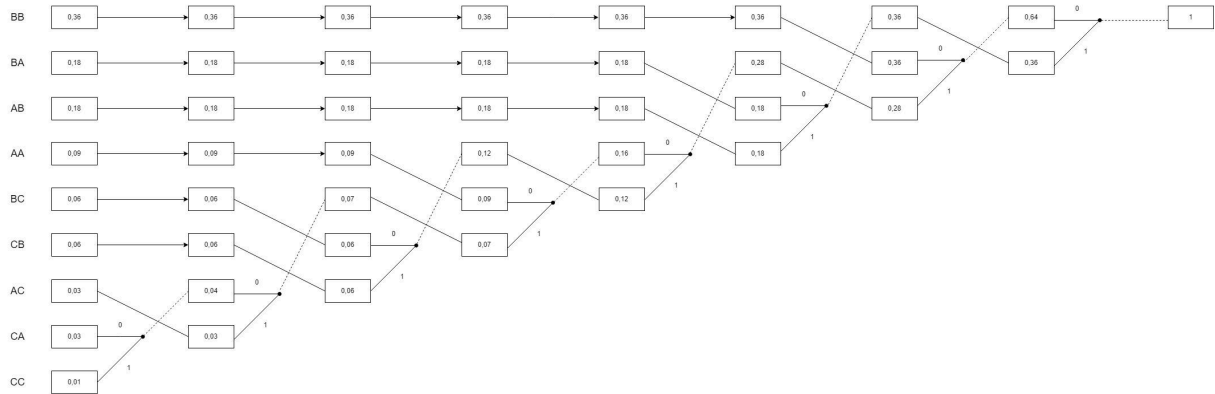 BB 0,36 0,36 0,36 0,36 0,36 0,36 0,36 0,64 0 1
BA 0,18 0,18 0,18 0,18 0,18 0,28 0,36 0 0,36 1
AB 0,18 0,18 0,18 0,18 0,18 0,18 0 0,28 1
AA 0,09 0,09 0,09 0,12 0,16 0 0,18 1
BC 0,06 0,06 0,07 0,09 0 0,12 1
CB 0,06 0,06 0,06 0 0,07 1
AC 0,03 0,04 0 0,06 1
CA 0,03 0 0,03 1
CC 0,01 1